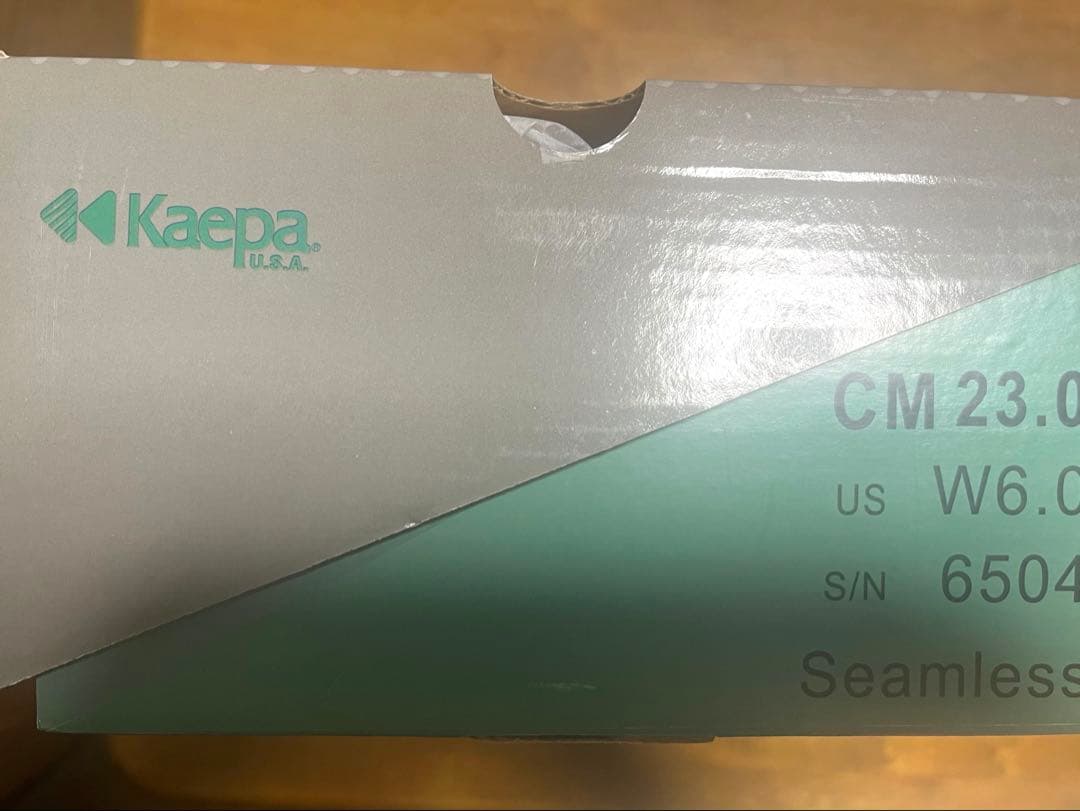 Kaepa®
U.S.A.
CM 23.0
US W6.0
S/N 6504
Seamless